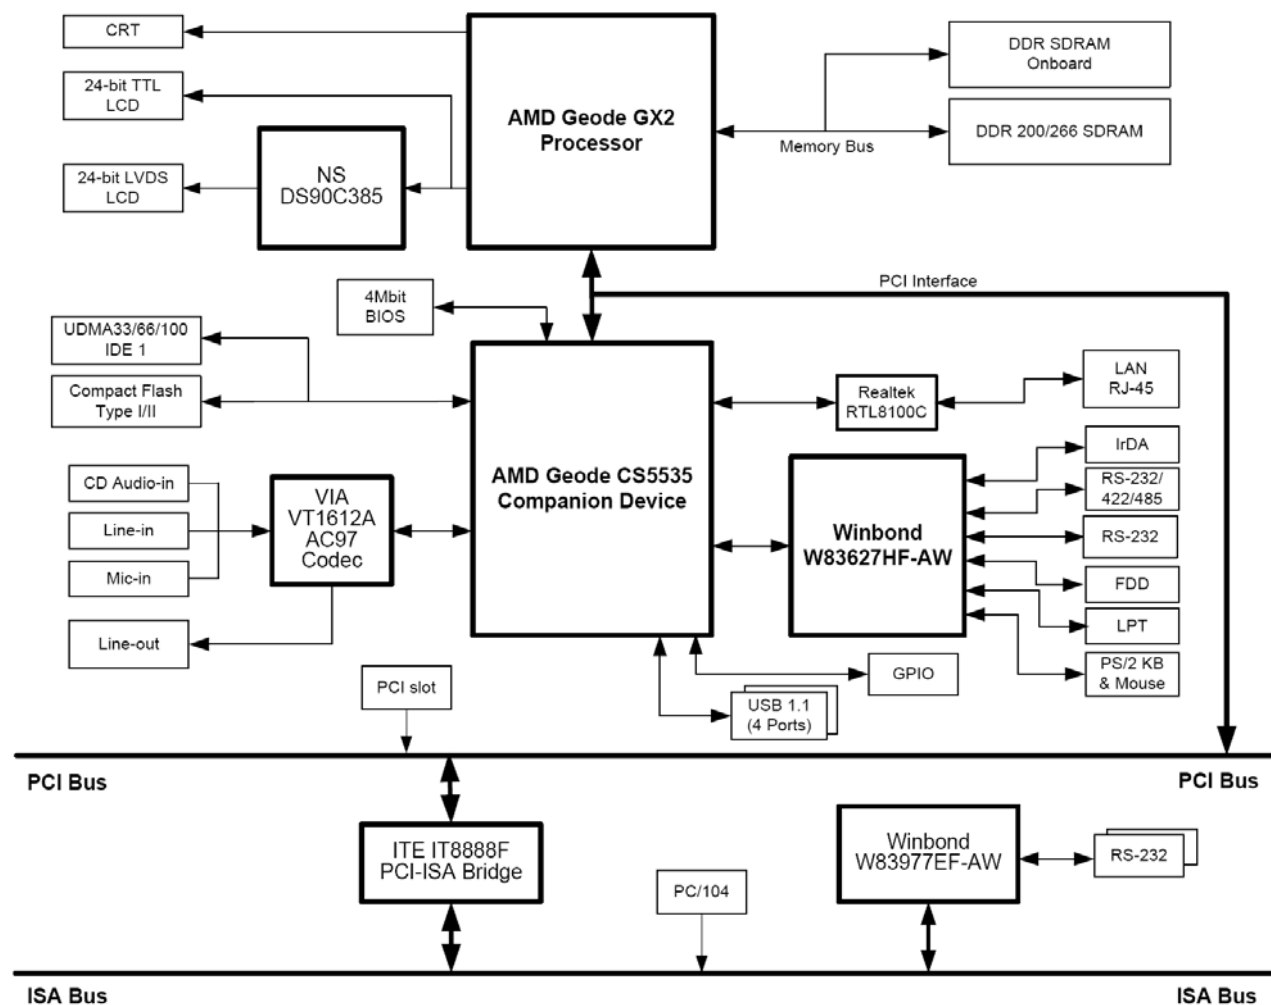 CRT
24-bit TTL
LCD
24-bit LVDS
LCD
NS
DS90C385
AMD Geode GX2
Processor
Memory Bus
DDR SDRAM
Onboard
DDR 200/266 SDRAM
PCI Interface
4Mbit
BIOS
UDMA33/66/100
IDE 1
Compact Flash
Type I/II
CD Audio-in
Line-in
Mic-in
Line-out
VIA
VT1612A
AC97
Codec
AMD Geode CS5535
Companion Device
Realtek
RTL8100C
LAN
RJ-45
Winbond
W83627HF-AW
IrDA
RS-232/
422/485
RS-232
FDD
LPT
PS/2 KB
& Mouse
GPIO
USB 1.1
(4 Ports)
PCI slot
PCI Bus
PCI Bus
ITE IT8888F
PCI-ISA Bridge
PC/104
Winbond
W83977EF-AW
RS-232
ISA Bus
ISA Bus